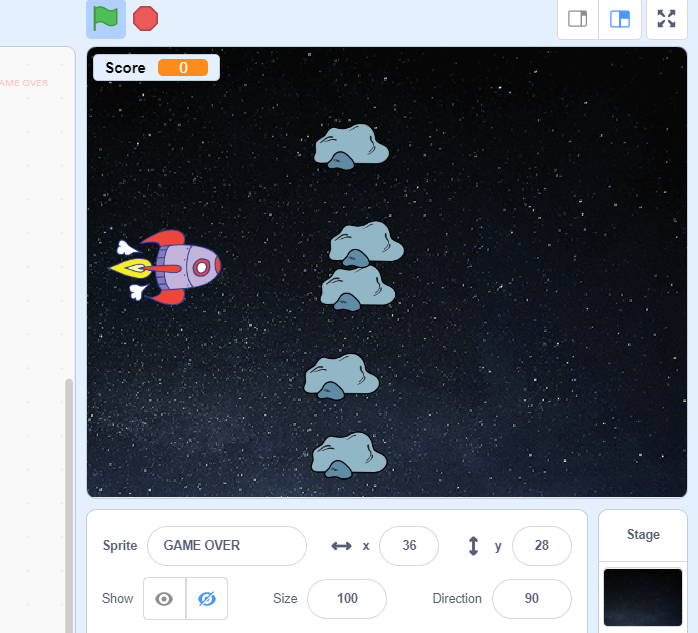 AME OVER
Score 0
Sprite GAME OVER x 36 y 28
Stage
Show Size 100 Direction 90